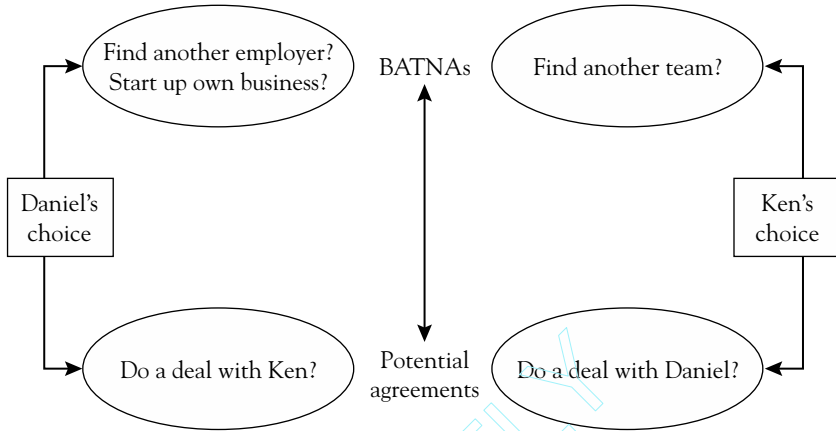 Find another employer?
Start up own business?
BATNAs
Find another team?
Daniel's
choice
Ken's
choice
Do a deal with Ken?
Potential
agreements
Do a deal with Daniel?